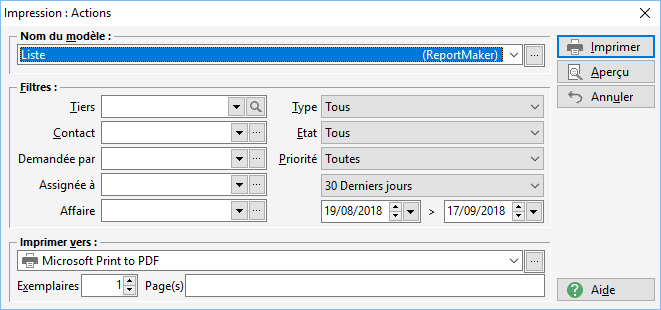 Impression : Actions
Nom du modèle :
Liste (ReportMaker)
Imprimer
Aperçu
Annuler
Filtres :
Tiers Type Tous
Contact Etat Tous
Demandée par Priorité Toutes
Assignée à 30 Derniers jours
Affaire 19/08/2018 > 17/09/2018
Imprimer vers :
Microsoft Print to PDF
Exemplaires 1 Page(s)
Aide